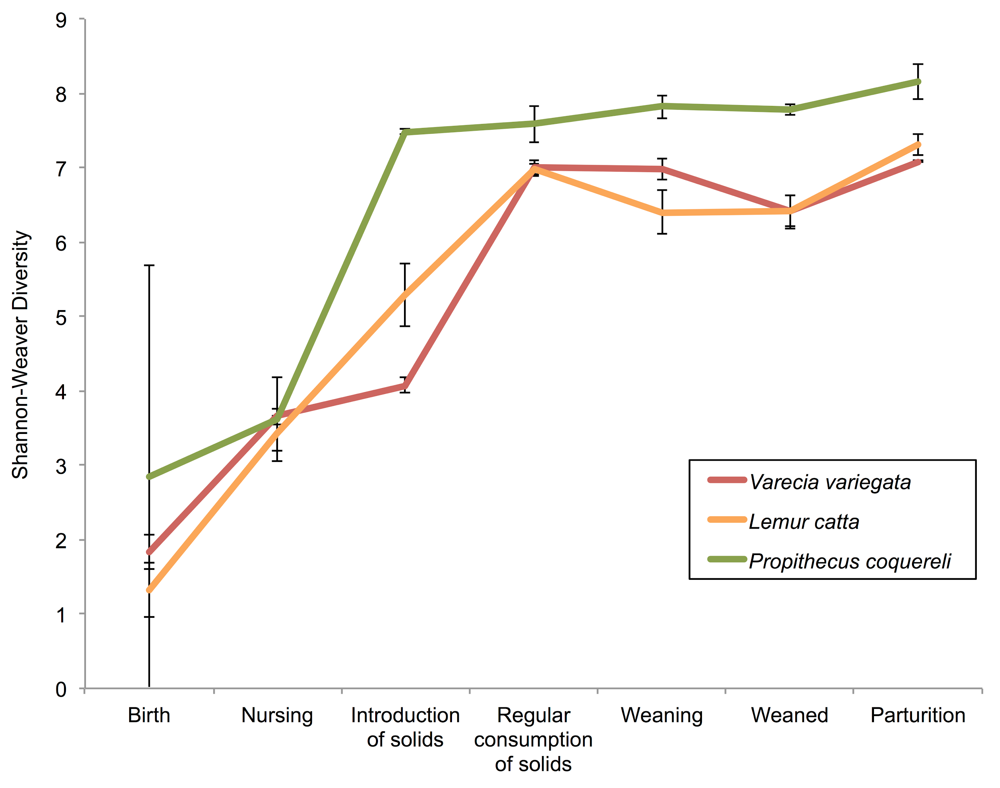 9
8
7
6
5
4
3
2
1
0
Shannon-Weaver Diversity
Varecia variegata
Lemur catta
Propithecus coquereli
Birth
Nursing
Introduction
of solids
Regular
consumption
of solids
Weaning
Weaned
Parturition